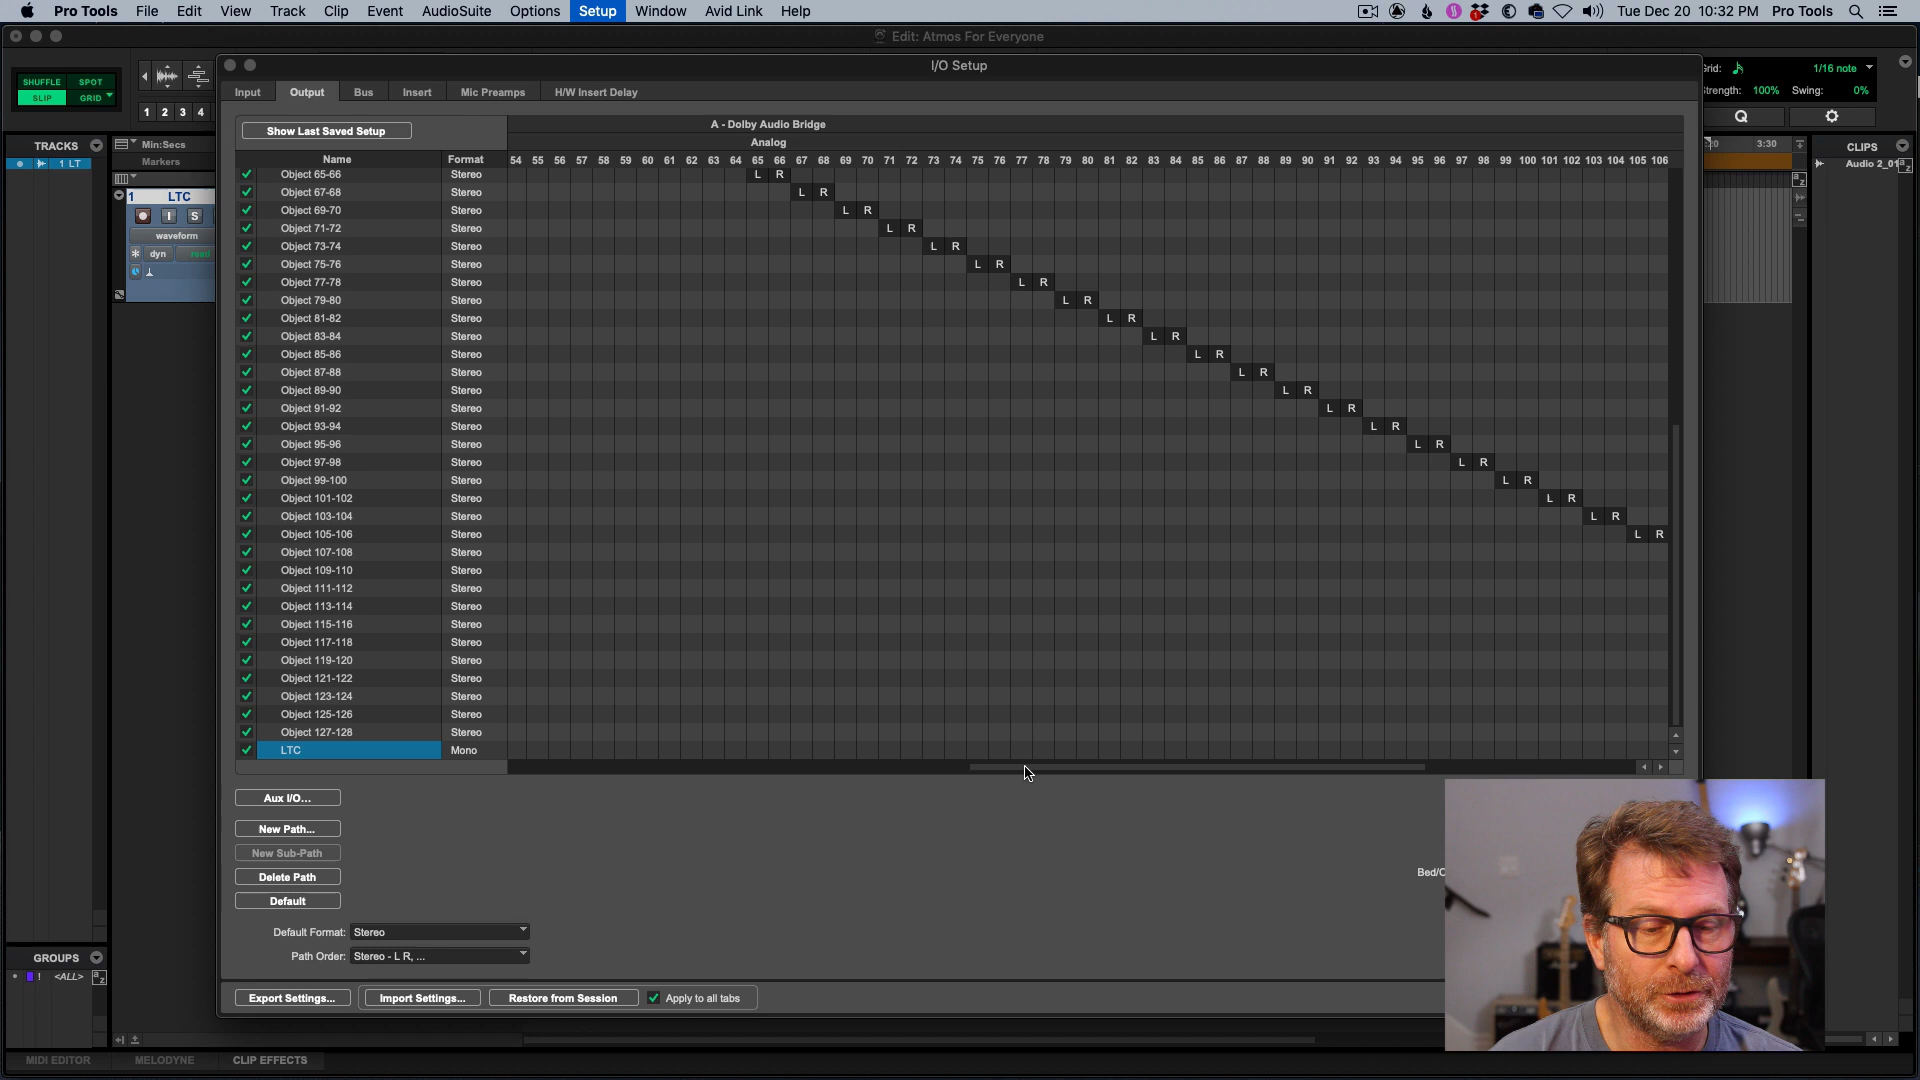 Pro Tools File Edit View Track Clip Event AudioSuite Options Setup Window Avid Link Help
Tue Dec 20 10:32 PM Pro Tools
Edit: Atmos For Everyone
I/O Setup
SHUFFLE SPOT
SLIP GRID
1 2 3 4
Grid: 1/16 note
Strength: 100% Swing: 0%
Q
Input Output Bus Insert Mic Preamps H/W Insert Delay
TRACKS
1 LT
Min:Secs
Markers
3:30
CLIPS
Audio 2_01
1 LTC
I S
waveform
dyn read
Show Last Saved Setup
A - Dolby Audio Bridge
Analog
Name Format 54 55 56 57 58 59 60 61 62 63 64 65 66 67 68 69 70 71 72 73 74 75 76 77 78 79 80 81 82 83 84 85 86 87 88 89 90 91 92 93 94 95 96 97 98 99 100 101 102 103 104 105 106
Object 65-66 Stereo L R
Object 67-68 Stereo L R
Object 69-70 Stereo L R
Object 71-72 Stereo L R
Object 73-74 Stereo L R
Object 75-76 Stereo L R
Object 77-78 Stereo L R
Object 79-80 Stereo L R
Object 81-82 Stereo L R
Object 83-84 Stereo L R
Object 85-86 Stereo L R
Object 87-88 Stereo L R
Object 89-90 Stereo L R
Object 91-92 Stereo L R
Object 93-94 Stereo L R
Object 95-96 Stereo L R
Object 97-98 Stereo L R
Object 99-100 Stereo L R
Object 101-102 Stereo L R
Object 103-104 Stereo L R
Object 105-106 Stereo L R
Object 107-108 Stereo
Object 109-110 Stereo
Object 111-112 Stereo
Object 113-114 Stereo
Object 115-116 Stereo
Object 117-118 Stereo
Object 119-120 Stereo
Object 121-122 Stereo
Object 123-124 Stereo
Object 125-126 Stereo
Object 127-128 Stereo
LTC Mono
Aux I/O...
New Path...
New Sub-Path
Delete Path
Default
Bed/O
Default Format: Stereo
Path Order: Stereo - L R, ...
GROUPS
! <ALL>
Export Settings... Import Settings... Restore from Session Apply to all tabs
MIDI EDITOR MELODYNE CLIP EFFECTS